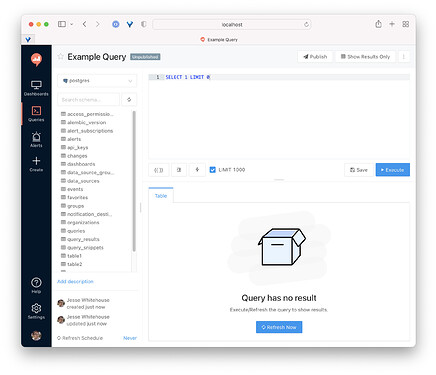 localhost
Example Query
Example Query
Unpublished
Publish
Show Results Only
Dashboards
Queries
Alerts
Create
Help
Settings
postgres
Search schema...
access_permissio...
alembic_version
alert_subscriptions
alerts
api_keys
changes
dashboards
data_source_grou...
data_sources
events
favorites
groups
notification_desti...
organizations
queries
query_results
query_snippets
table1
table2
Add description
Jesse Whitehouse
created just now
Jesse Whitehouse
updated just now
Refresh Schedule
Never
1 SELECT 1 LIMIT 0
{{ }}
LIMIT 1000
Save
Execute
Table
Query has no result
Execute/Refresh the query to show results.
Refresh Now